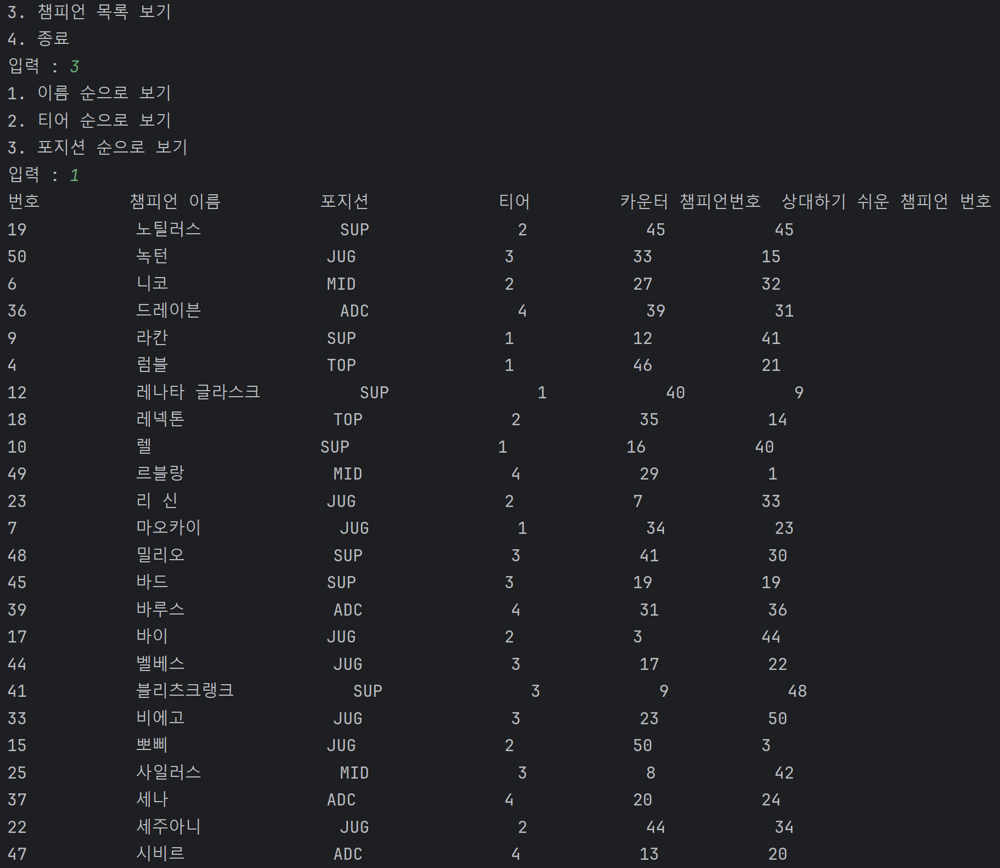 3. 챔피언 목록 보기
4. 종료
입력 : 3
1. 이름 순으로 보기
2. 티어 순으로 보기
3. 포지션 순으로 보기
입력 : 1
번호 챔피언 이름 포지션 티어 카운터 챔피언번호 상대하기 쉬운 챔피언 번호
19 노틸러스 SUP 2 45 45
50 녹턴 JUG 3 33 15
6 니코 MID 2 27 32
36 드레이븐 ADC 4 39 31
9 라칸 SUP 1 12 41
4 럼블 TOP 1 46 21
12 레나타 글라스크 SUP 1 40 9
18 레넥톤 TOP 2 35 14
10 렐 SUP 1 16 40
49 르블랑 MID 4 29 1
23 리 신 JUG 2 7 33
7 마오카이 JUG 1 34 23
48 밀리오 SUP 3 41 30
45 바드 SUP 3 19 19
39 바루스 ADC 4 31 36
17 바이 JUG 2 3 44
44 벨베스 JUG 3 17 22
41 블리츠크랭크 SUP 3 9 48
33 비에고 JUG 3 23 50
15 뽀삐 JUG 2 50 3
25 사일러스 MID 3 8 42
37 세나 ADC 4 20 24
22 세주아니 JUG 2 44 34
47 시비르 ADC 4 13 20